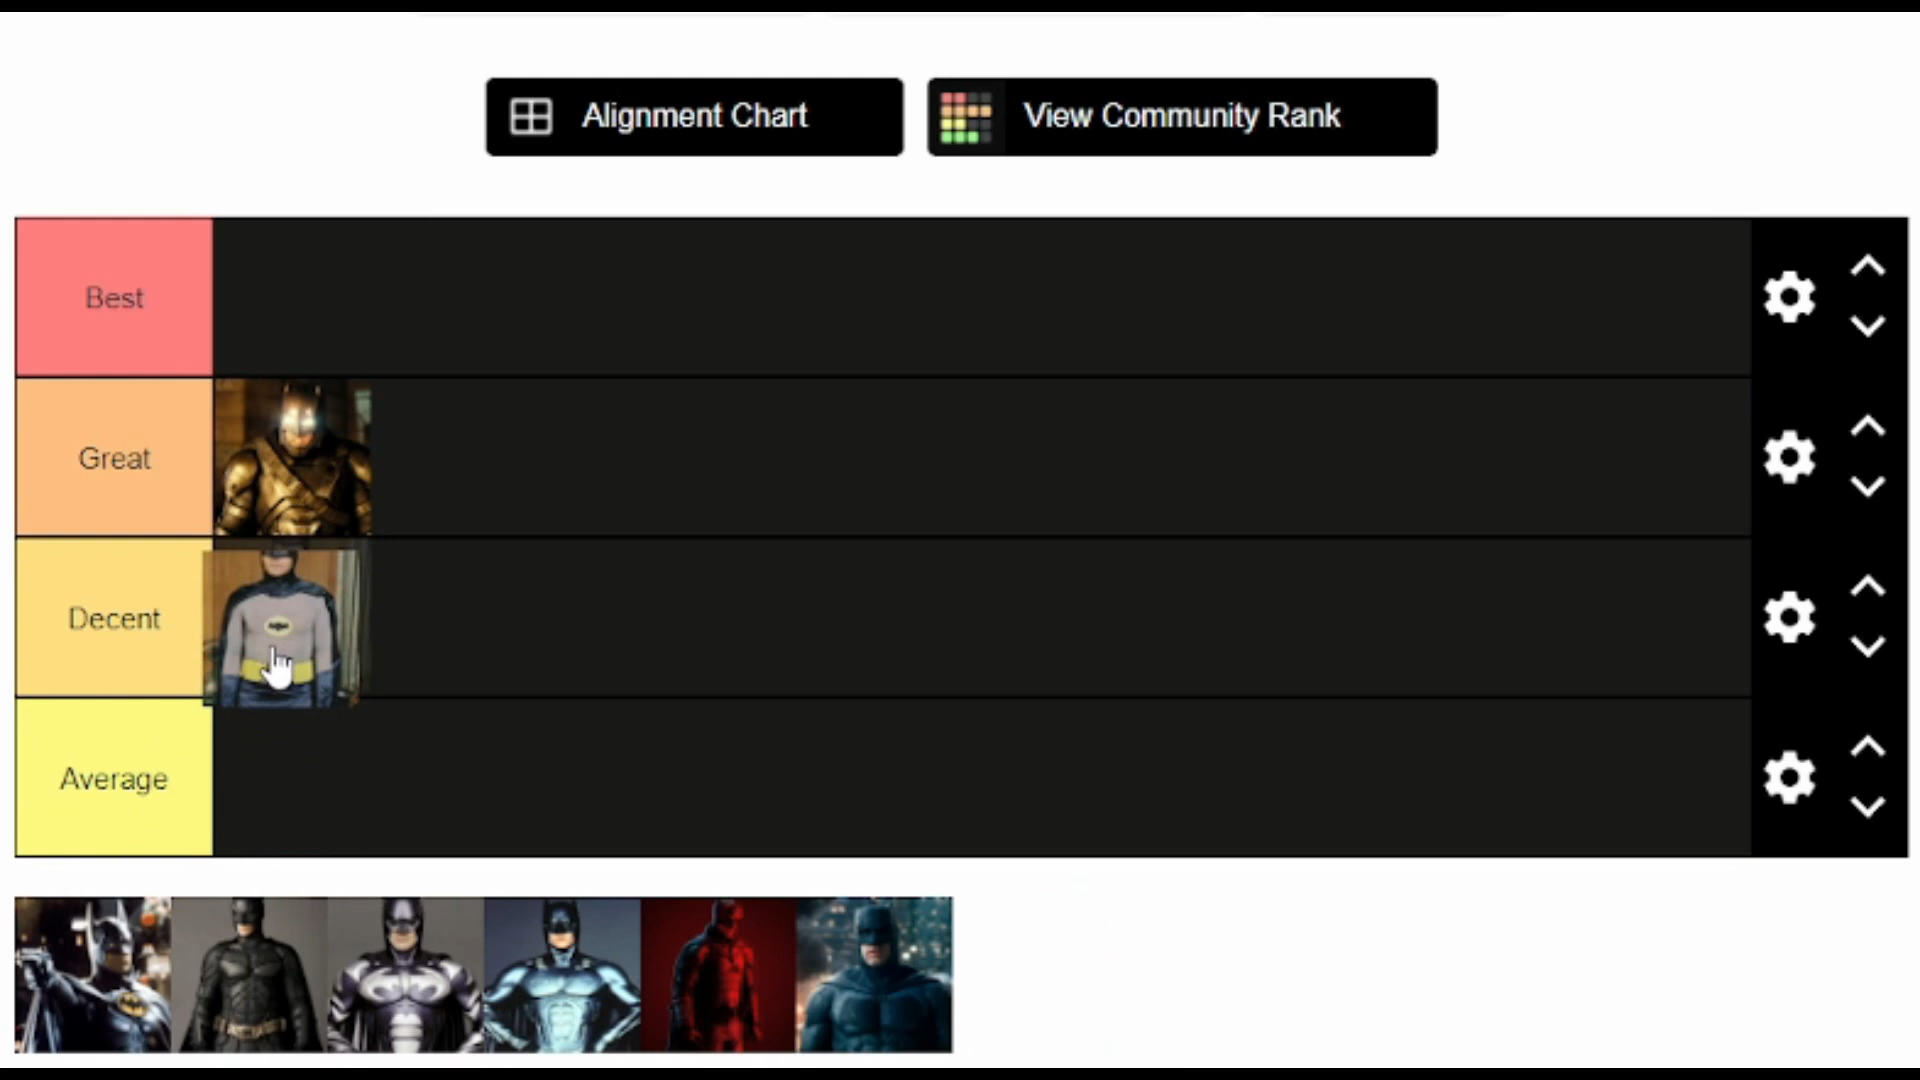 Alignment Chart
View Community Rank
Best
Great
Decent
Average